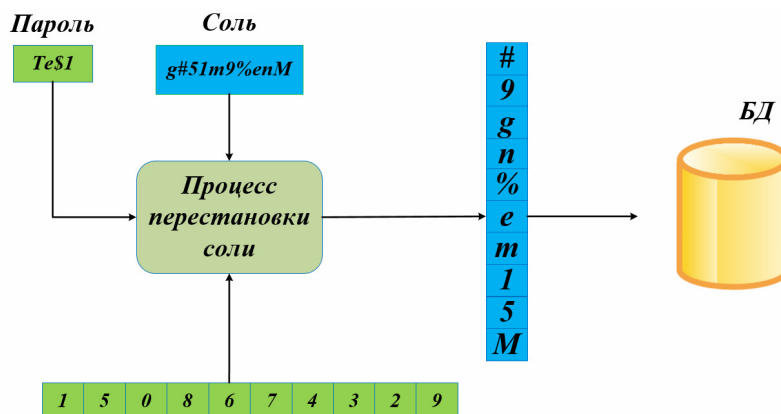 Пароль
Соль
Te$1
g#51m9%enM
БД
Процесс
перестановки
соли
#
9
g
n
%
e
m
1
5
M
1 5 0 8 6 7 4 3 2 9